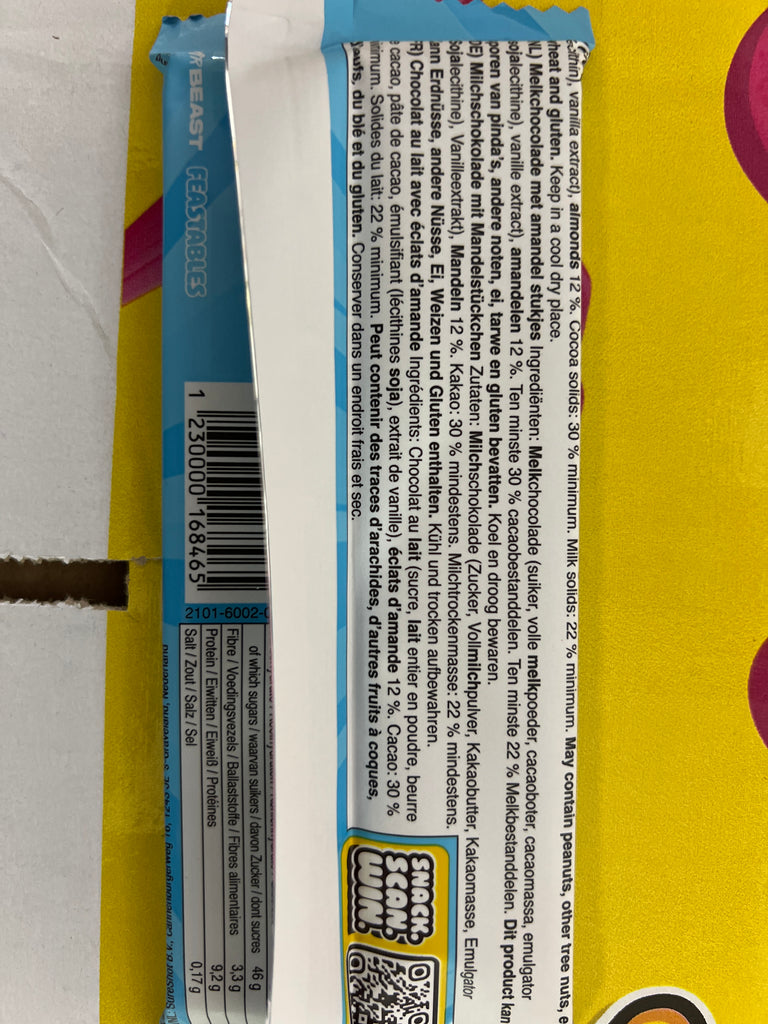 vanilla extract), almonds 12 %. Cocoa solids: 30 % minimum. Milk solids: 22 % minimum. May contain peanuts, other tree nuts,
wheat and gluten. Keep in a cool dry place.
Melkchocolade met amandel stukjes Ingrediënten: Melkchocolade (suiker, volle melkpoeder, cacaoboter, cacaomassa, emulgator
sojalecithine), vanille extract), amandelen 12 %. Ten minste 30 % cacaobestanddelen. Ten minste 22 % Melkbestanddelen. Dit product kan
sporen van pinda's, andere noten, ei, tarwe en gluten bevatten. Koel en droog bewaren.
Milchschokolade mit Mandelstückchen Zutaten: Milchschokolade (Zucker, Vollmilchpulver, Kakaobutter, Kakaomasse, Emulgator
Sojalecithine), Vanilleextrakt), Mandeln 12 %. Kakao: 30 % mindestens. Milchtrockenmasse: 22 % mindestens.
kann Erdnüsse, andere Nüsse, Ei, Weizen und Gluten enthalten. Kühl und trocken aufbewahren.
FR) Chocolat au lait avec éclats d'amande Ingrédients: Chocolat au lait (sucre, lait entier en poudre, beurre
cacao, pâte de cacao, émulsifiant (lécithines soja), extrait de vanille), éclats d'amande 12 %. Cacao: 30 %
minimum. Solides du lait: 22 % minimum. Peut contenir des traces d'arachides, d'autres fruits à coques,
d'œufs, du blé et du gluten. Conserver dans un endroit frais et sec.
SNACK.
SCAN.
WIN.
BEAST FEASTABLES
1 230000 168465
2101-6002-
of which sugars / waarvan suikers / davon Zucker / dont sucres 46 g
Fibre / Voedingsvezels / Ballaststoffe / Fibres alimentaires 3,3 g
Protein / Eiwitten / Eiweiß / Protéines 9,2 g
Salt / Zout / Salz / Sel 0,17 g